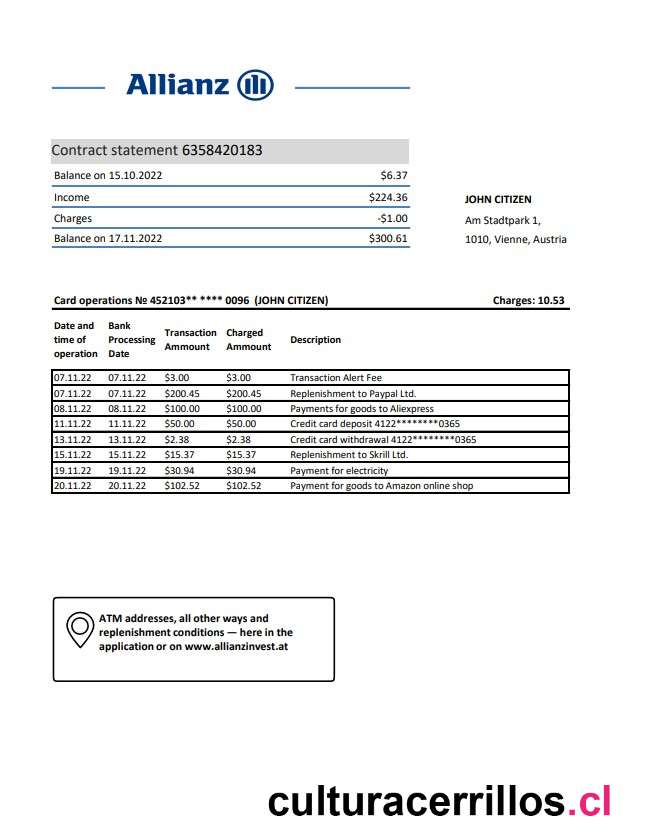 Allianz
Contract statement 6358420183
Balance on 15.10.2022 $6.37
Income $224.36
Charges -$1.00
Balance on 17.11.2022 $300.61
JOHN CITIZEN
Am Stadtpark 1,
1010, Vienne, Austria
Card operations № 452103** **** 0096 (JOHN CITIZEN) Charges: 10.53
Date and time of operation Bank Processing Date Transaction Amount Charged Amount Description
07.11.22 07.11.22 $3.00 $3.00 Transaction Alert Fee
07.11.22 07.11.22 $200.45 $200.45 Replenishment to Paypal Ltd.
08.11.22 08.11.22 $100.00 $100.00 Payments for goods to Aliexpress
11.11.22 11.11.22 $50.00 $50.00 Credit card deposit 4122********0365
13.11.22 13.11.22 $2.38 $2.38 Credit card withdrawal 4122********0365
15.11.22 15.11.22 $15.37 $15.37 Replenishment to Skrill Ltd.
19.11.22 19.11.22 $30.94 $30.94 Payment for electricity
20.11.22 20.11.22 $102.52 $102.52 Payment for goods to Amazon online shop
ATM addresses, all other ways and
replenishment conditions — here in the
application or on www.allianzinvest.at
culturacerrillos.cl